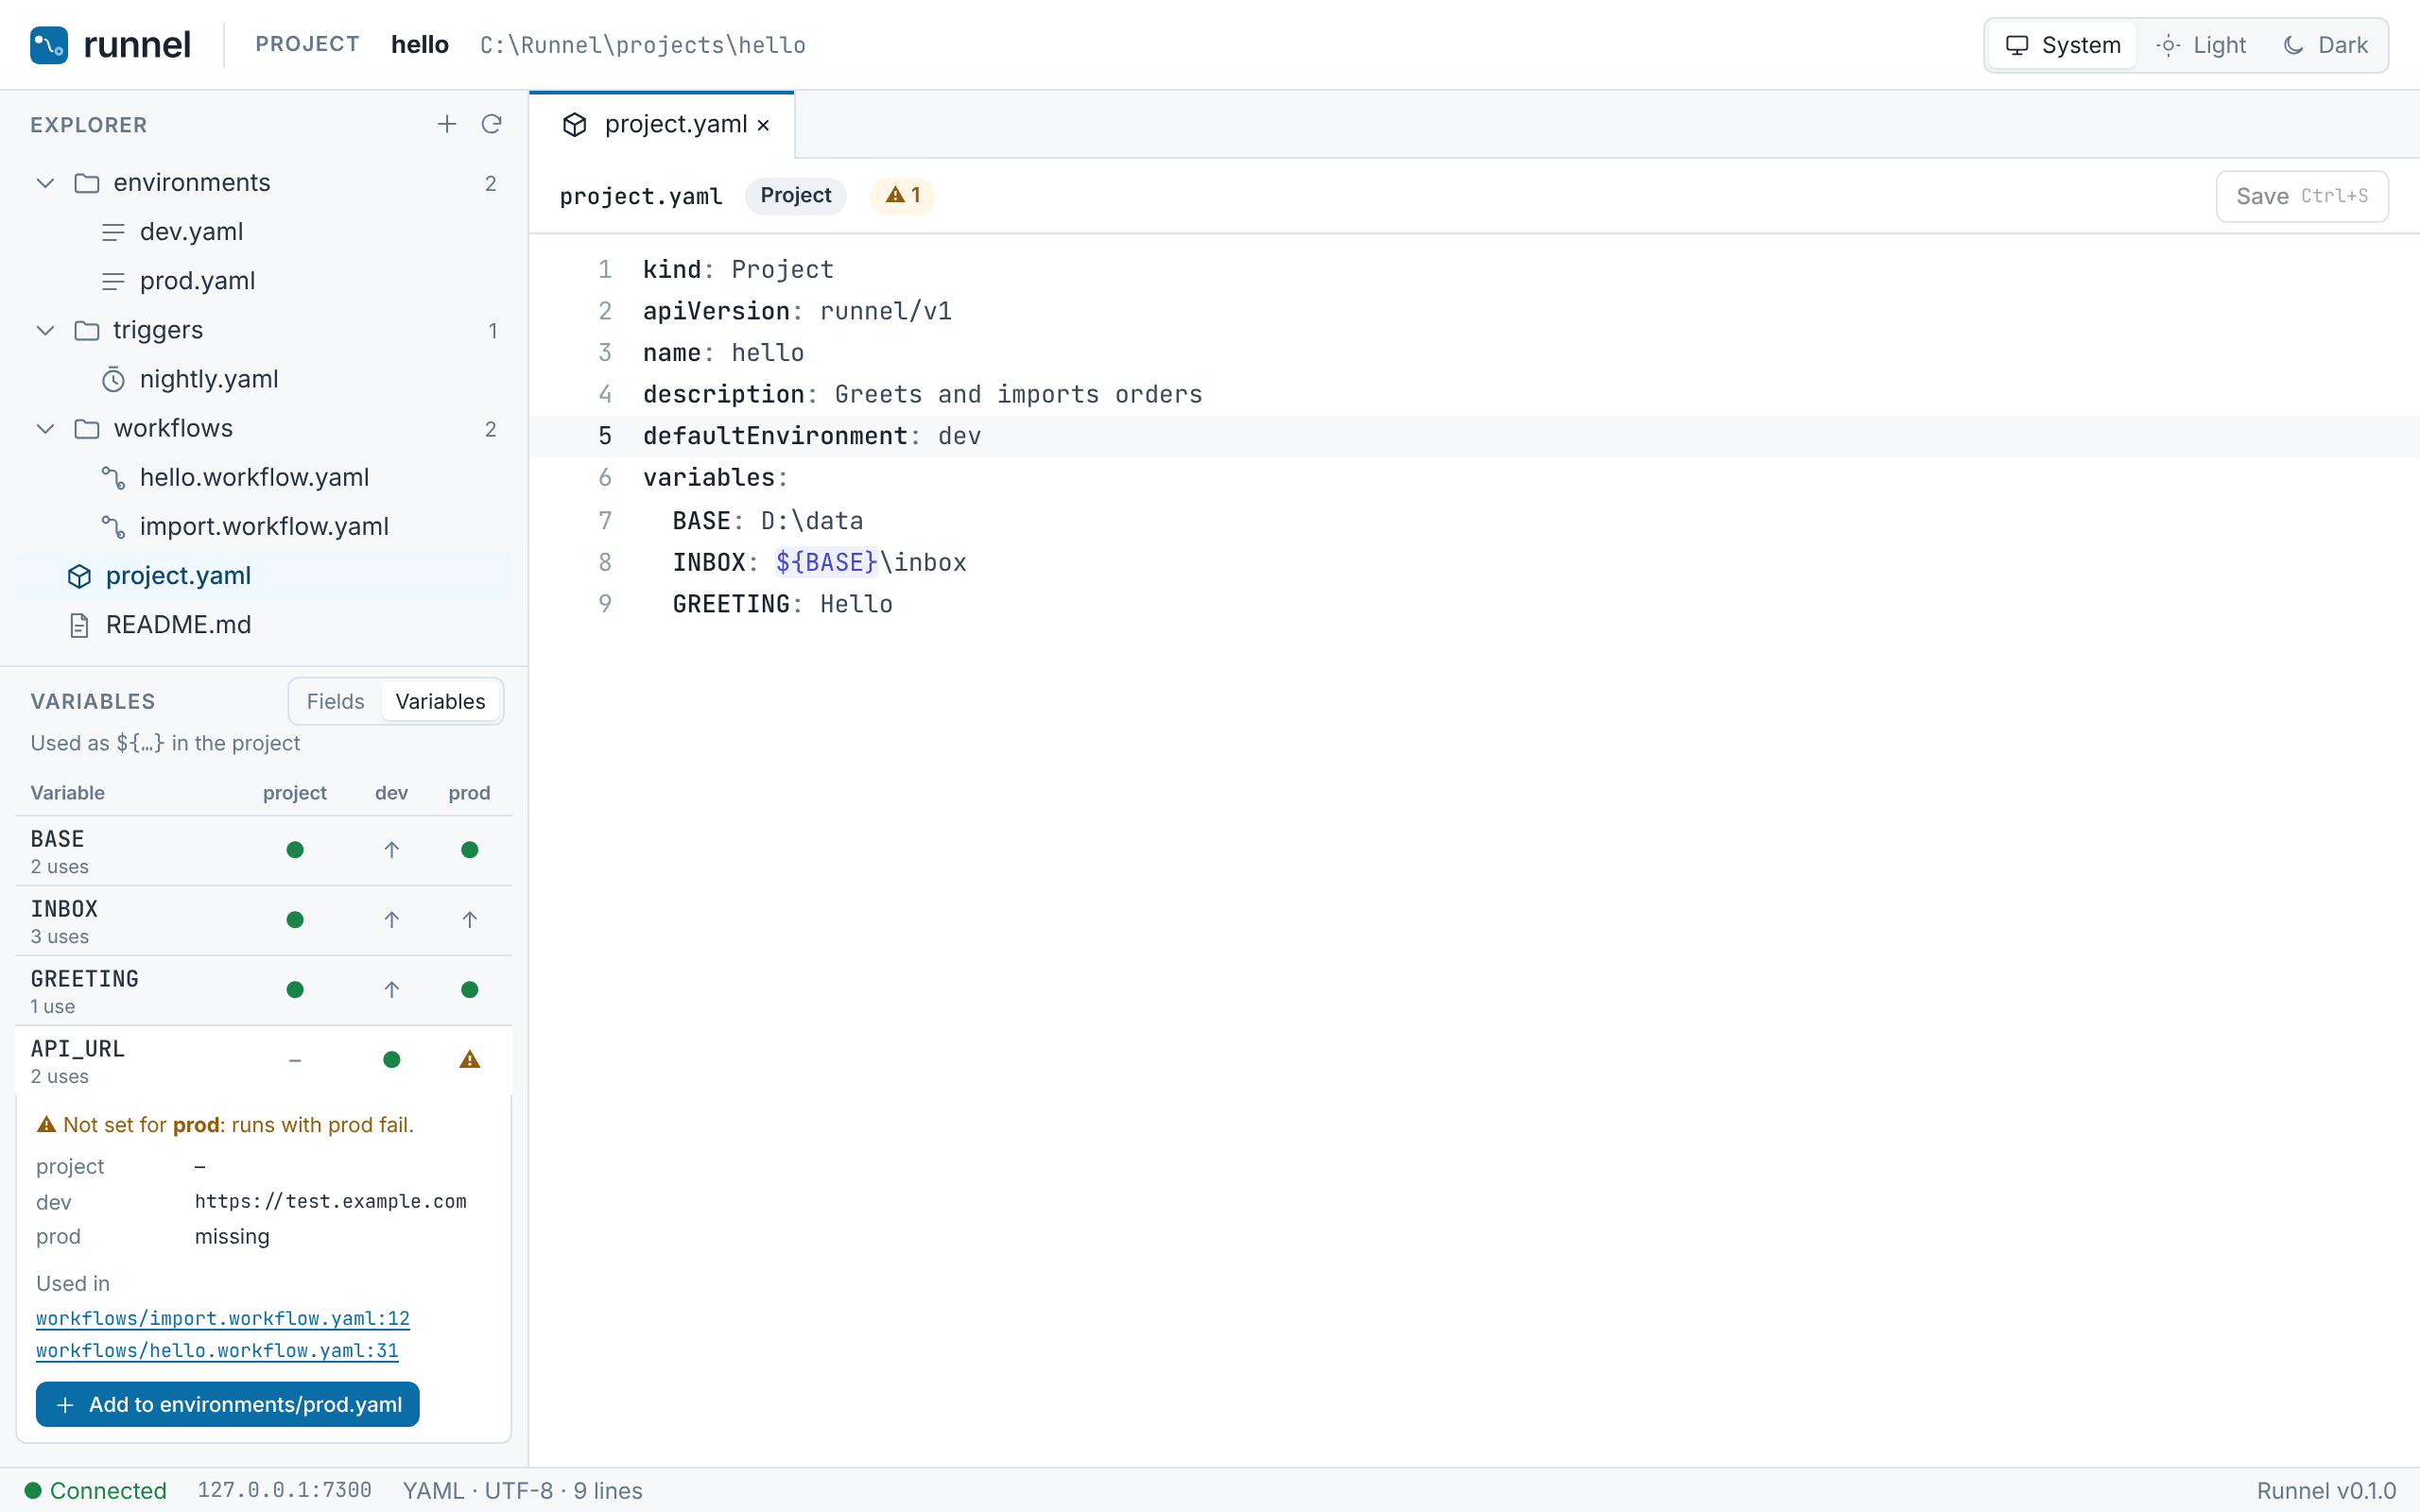 runnel PROJECT hello C:\Runnel\projects\hello System Light Dark
EXPLORER
environments 2
dev.yaml
prod.yaml
triggers 1
nightly.yaml
workflows 2
hello.workflow.yaml
import.workflow.yaml
project.yaml
README.md
VARIABLES Fields Variables
Used as ${…} in the project
Variable project dev prod
BASE
2 uses
↑
INBOX
3 uses
↑ ↑
GREETING
1 use
↑
API_URL
2 uses
–
Not set for prod: runs with prod fail.
project –
dev https://test.example.com
prod missing
Used in
workflows/import.workflow.yaml:12
workflows/hello.workflow.yaml:31
+ Add to environments/prod.yaml
project.yaml ×
project.yaml Project 1 Save Ctrl+S
1 kind: Project
2 apiVersion: runnel/v1
3 name: hello
4 description: Greets and imports orders
5 defaultEnvironment: dev
6 variables:
7 BASE: D:\data
8 INBOX: ${BASE}\inbox
9 GREETING: Hello
Connected 127.0.0.1:7300 YAML · UTF-8 · 9 lines Runnel v0.1.0